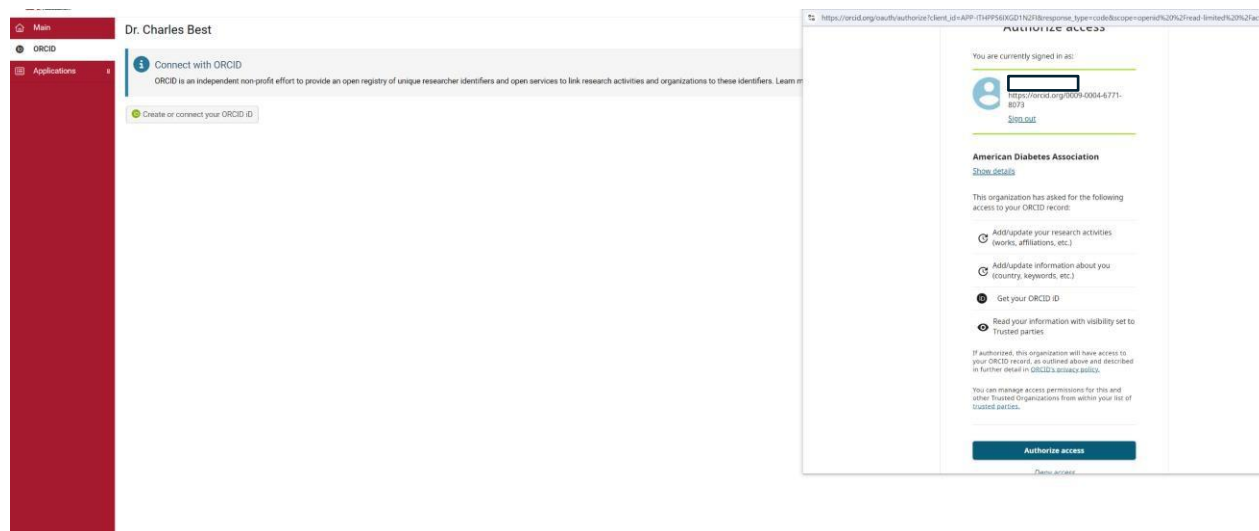 Main
ORCID
Applications
8
Dr. Charles Best
Connect with ORCID
ORCID is an independent non-profit effort to provide an open registry of unique researcher identifiers and open services to link research activities and organizations to these identifiers. Learn m
Create or connect your ORCID iD
https://orcid.org/oauth/authorize?client_id=APP-ITHPPS6IXGD1N2FI&response_type=code&scope=openid%20%2Fread-limited%20%2Fac
Authorize access
You are currently signed in as:
https://orcid.org/0009-0004-6771-
8073
Sign out
American Diabetes Association
Show details
This organization has asked for the following
access to your ORCID record:
Add/update your research activities
(works, affiliations, etc.)
Add/update information about you
(country, keywords, etc.)
iD
Get your ORCID iD
Read your information with visibility set to
Trusted parties
If authorized, this organization will have access to
your ORCID record, as outlined above and described
in further detail in ORCID's privacy policy.
You can manage access permissions for this and
other Trusted Organizations from within your list of
trusted parties.
Authorize access
Deny access